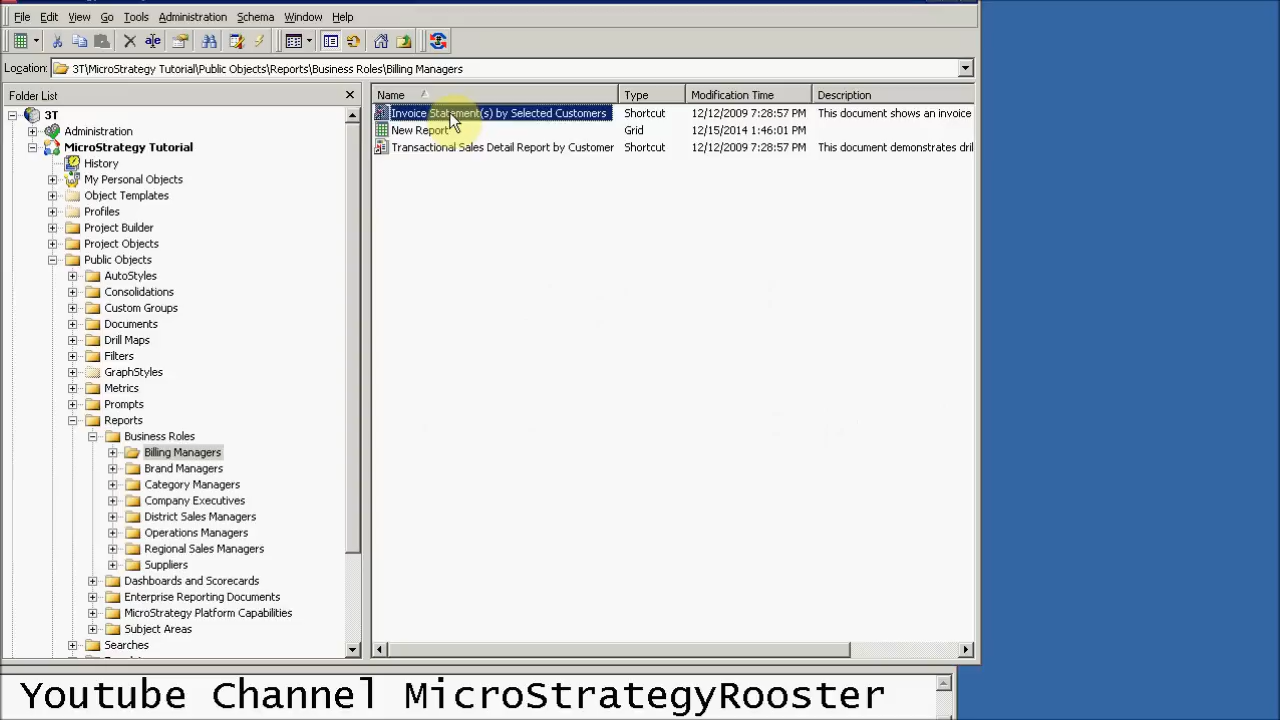 File Edit View Go Tools Administration Schema Window Help
Location: 3T\MicroStrategy Tutorial\Public Objects\Reports\Business Roles\Billing Managers
Folder List
Name Type Modification Time Description
Invoice Statement(s) by Selected Customers Shortcut 12/12/2009 7:28:57 PM This document shows an invoice
New Report Grid 12/15/2014 1:46:01 PM
Transactional Sales Detail Report by Customer Shortcut 12/12/2009 7:28:57 PM This document demonstrates dril
3T
Administration
MicroStrategy Tutorial
History
My Personal Objects
Object Templates
Profiles
Project Builder
Project Objects
Public Objects
AutoStyles
Consolidations
Custom Groups
Documents
Drill Maps
Filters
GraphStyles
Metrics
Prompts
Reports
Business Roles
Billing Managers
Brand Managers
Category Managers
Company Executives
District Sales Managers
Operations Managers
Regional Sales Managers
Suppliers
Dashboards and Scorecards
Enterprise Reporting Documents
MicroStrategy Platform Capabilities
Subject Areas
Searches
Youtube Channel MicroStrategyRooster